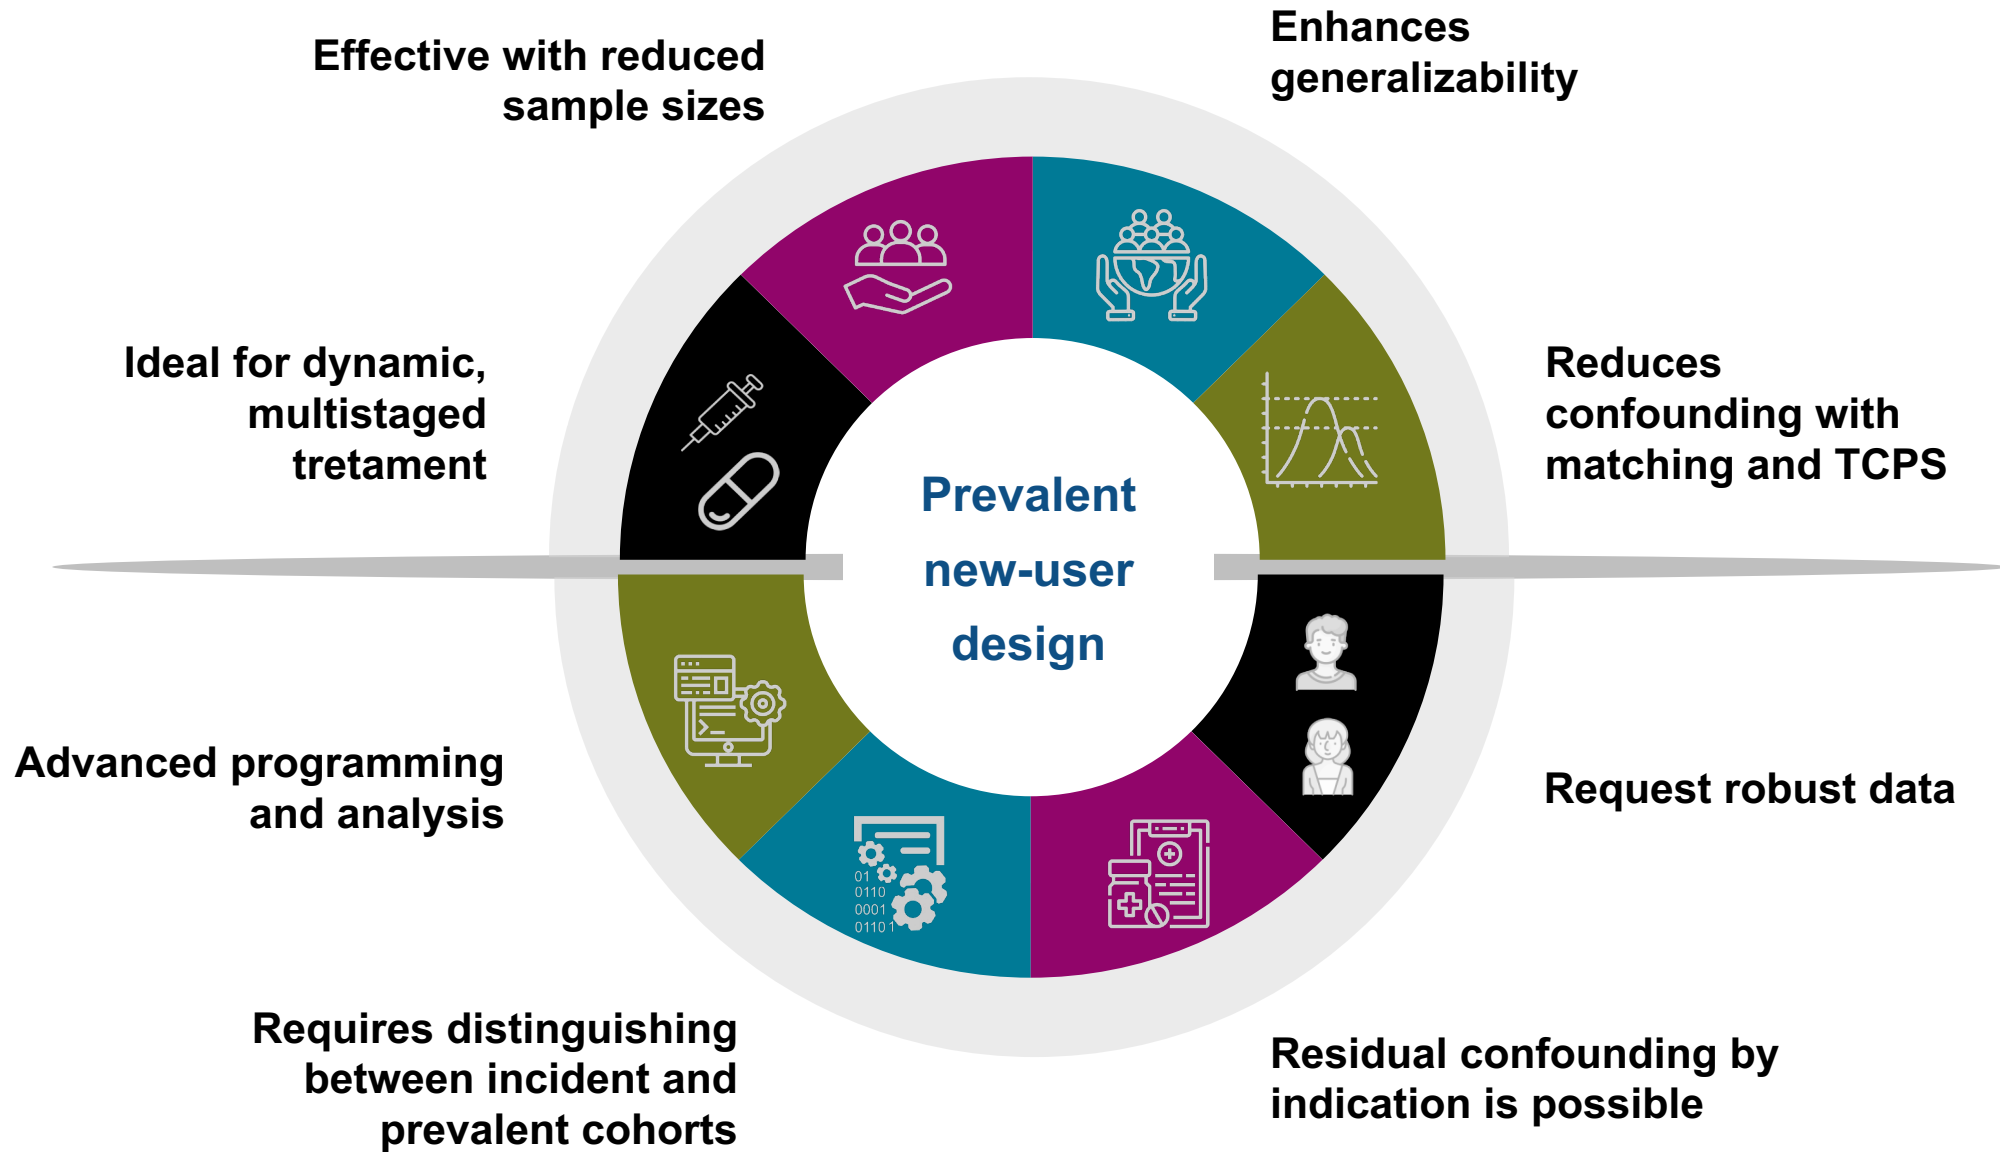 Effective with reduced
sample sizes
Enhances
generalizability
Ideal for dynamic,
multistaged
tretament
Reduces
confounding with
matching and TCPS
Prevalent
new-user
design
Advanced programming
and analysis
Request robust data
01
0110
0001
0110 1
Requires distinguishing
between incident and
prevalent cohorts
Residual confounding by
indication is possible